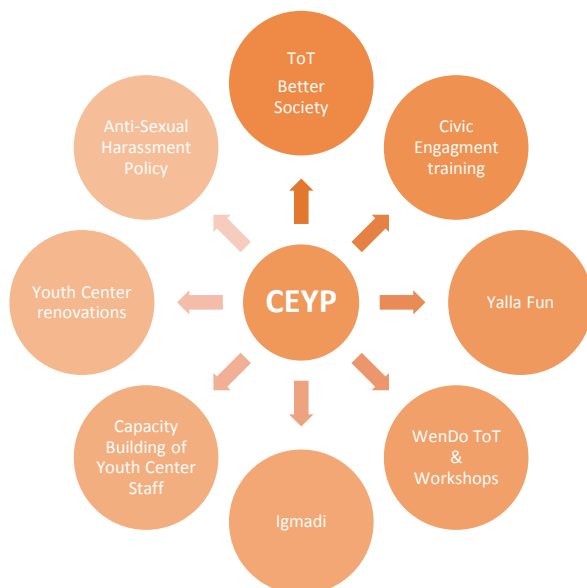 ToT
Better
Society
Civic
Engagment
training
Yalla Fun
WenDo ToT
&
Workshops
Igmadi
Capacity
Building of
Youth Center
Staff
Youth Center
renovations
Anti-Sexual
Harassment
Policy
CEYP